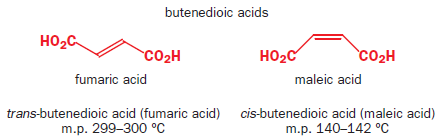 butenedioic acids
HO₂C CO₂H HO₂C CO₂H
fumaric acid maleic acid
trans-butenedioic acid (fumaric acid) cis-butenedioic acid (maleic acid)
m.p. 299–300 °C m.p. 140–142 °C